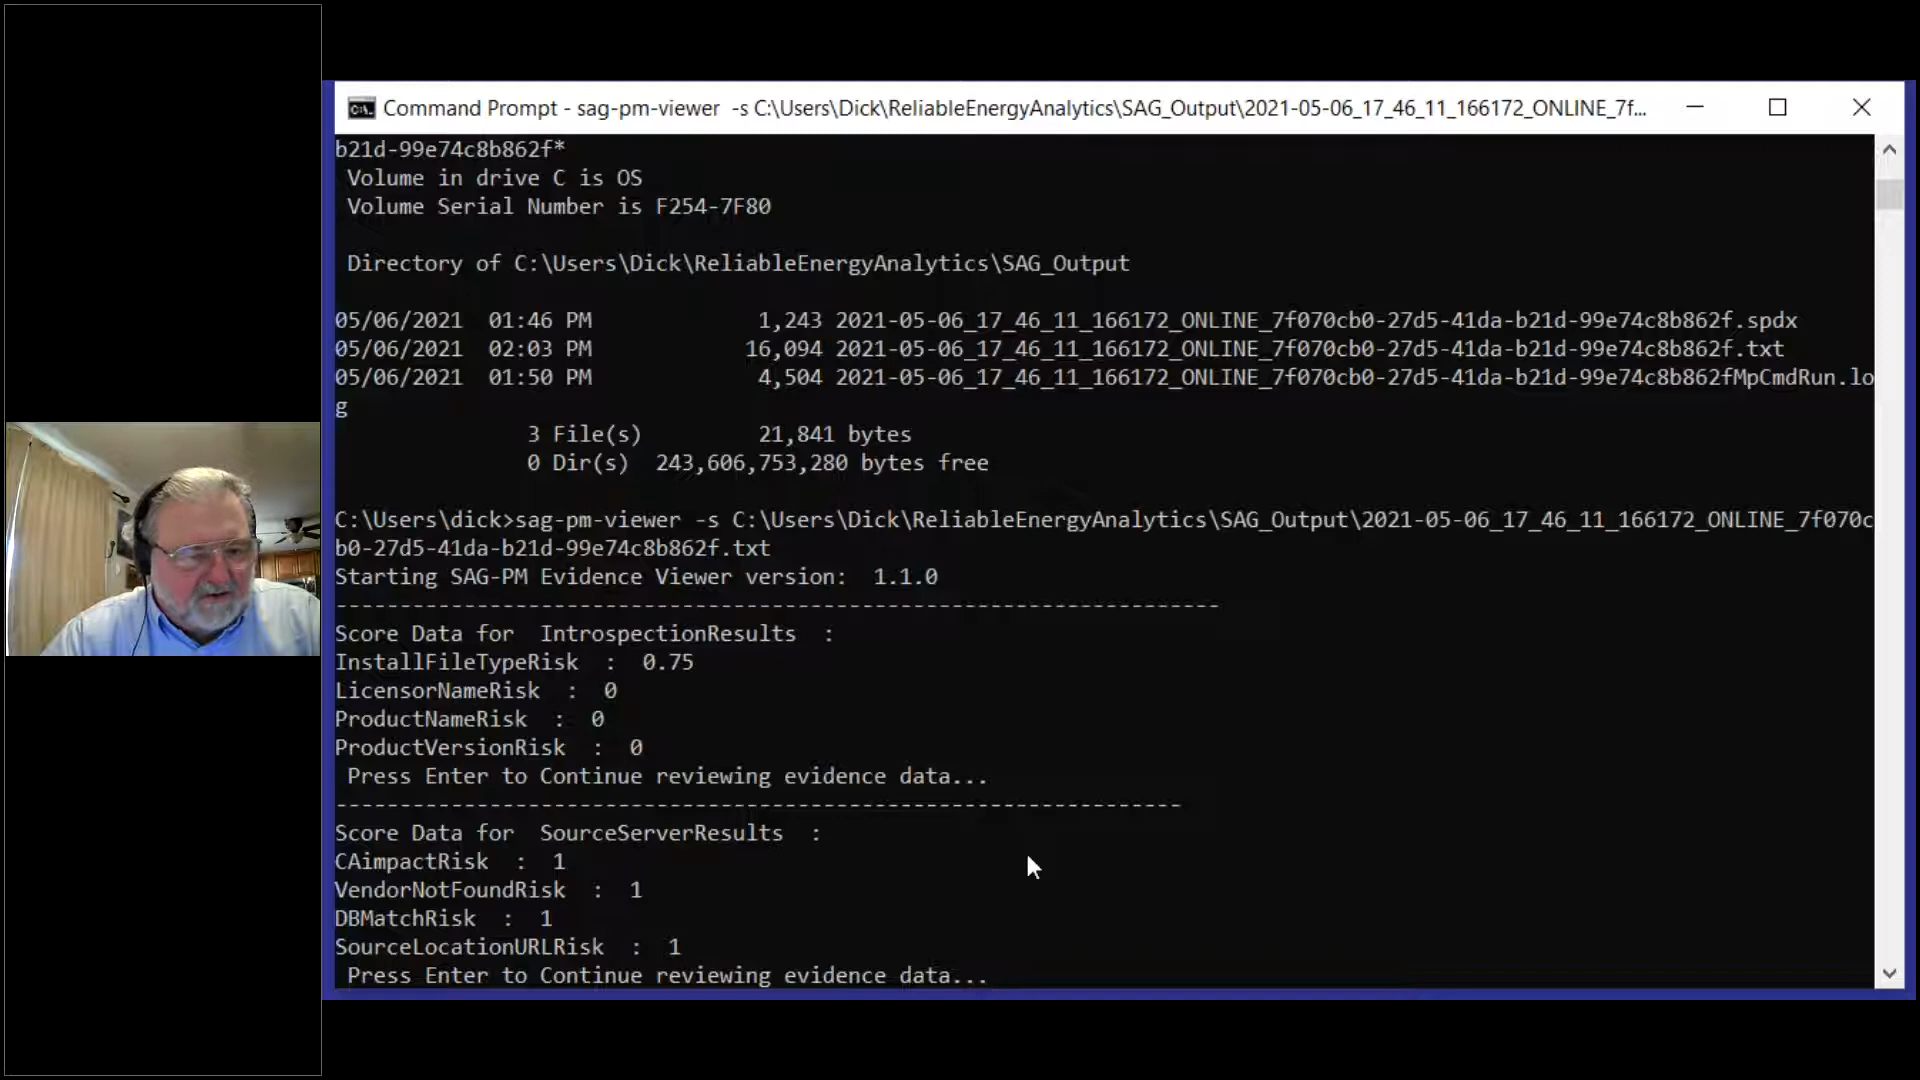 Command Prompt - sag-pm-viewer  -s C:\Users\Dick\ReliableEnergyAnalytics\SAG_Output\2021-05-06_17_46_11_166172_ONLINE_7f...
b21d-99e74c8b862f*
Volume in drive C is OS
Volume Serial Number is F254-7F80
Directory of C:\Users\Dick\ReliableEnergyAnalytics\SAG_Output
05/06/2021  01:46 PM             1,243 2021-05-06_17_46_11_166172_ONLINE_7f070cb0-27d5-41da-b21d-99e74c8b862f.spdx
05/06/2021  02:03 PM            16,094 2021-05-06_17_46_11_166172_ONLINE_7f070cb0-27d5-41da-b21d-99e74c8b862f.txt
05/06/2021  01:50 PM             4,504 2021-05-06_17_46_11_166172_ONLINE_7f070cb0-27d5-41da-b21d-99e74c8b862fMpCmdRun.lo
g
3 File(s)         21,841 bytes
0 Dir(s)  243,606,753,280 bytes free
C:\Users\dick>sag-pm-viewer -s C:\Users\Dick\ReliableEnergyAnalytics\SAG_Output\2021-05-06_17_46_11_166172_ONLINE_7f070c
b0-27d5-41da-b21d-99e74c8b862f.txt
Starting SAG-PM Evidence Viewer version:  1.1.0
---------------------------------------------------------------------
Score Data for  IntrospectionResults  :
InstallFileTypeRisk  :  0.75
LicensorNameRisk  :  0
ProductNameRisk  :  0
ProductVersionRisk  :  0
Press Enter to Continue reviewing evidence data...
------------------------------------------------------------------
Score Data for  SourceServerResults  :
CAimpactRisk  :  1
VendorNotFoundRisk  :  1
DBMatchRisk  :  1
SourceLocationURLRisk  :  1
Press Enter to Continue reviewing evidence data...